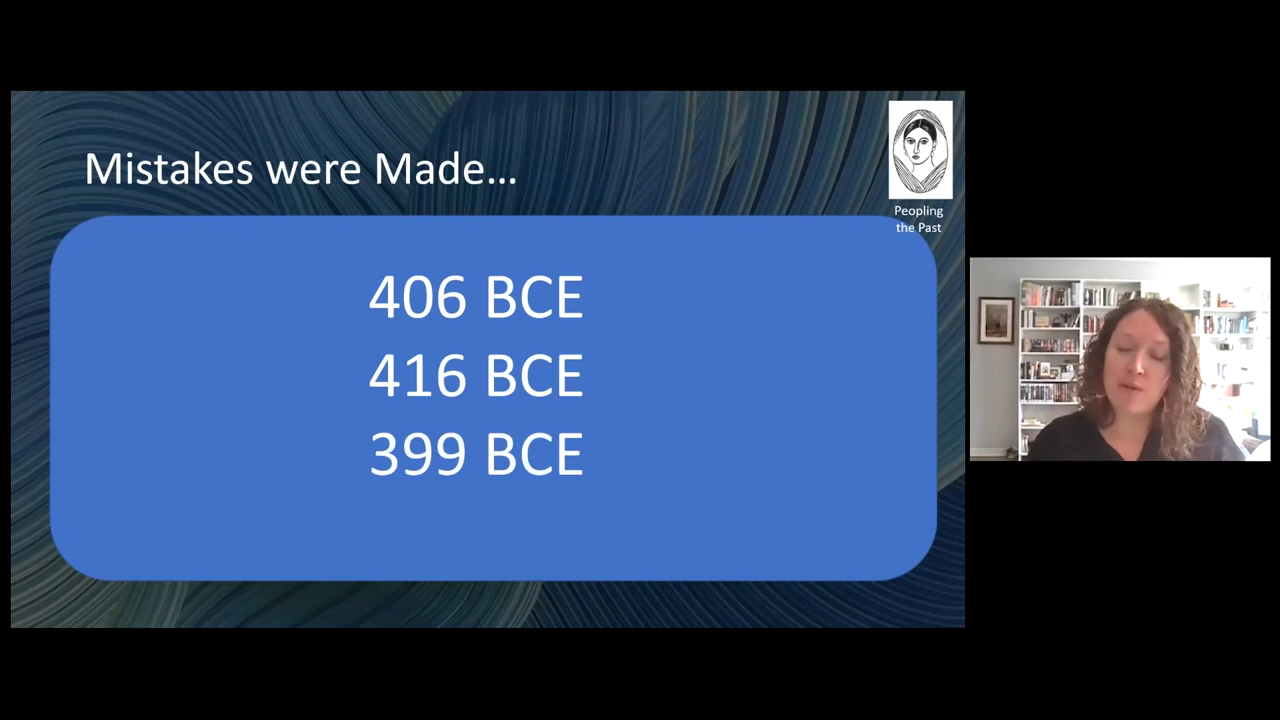 Mistakes were Made...
Peopling
the Past
406 BCE
416 BCE
399 BCE